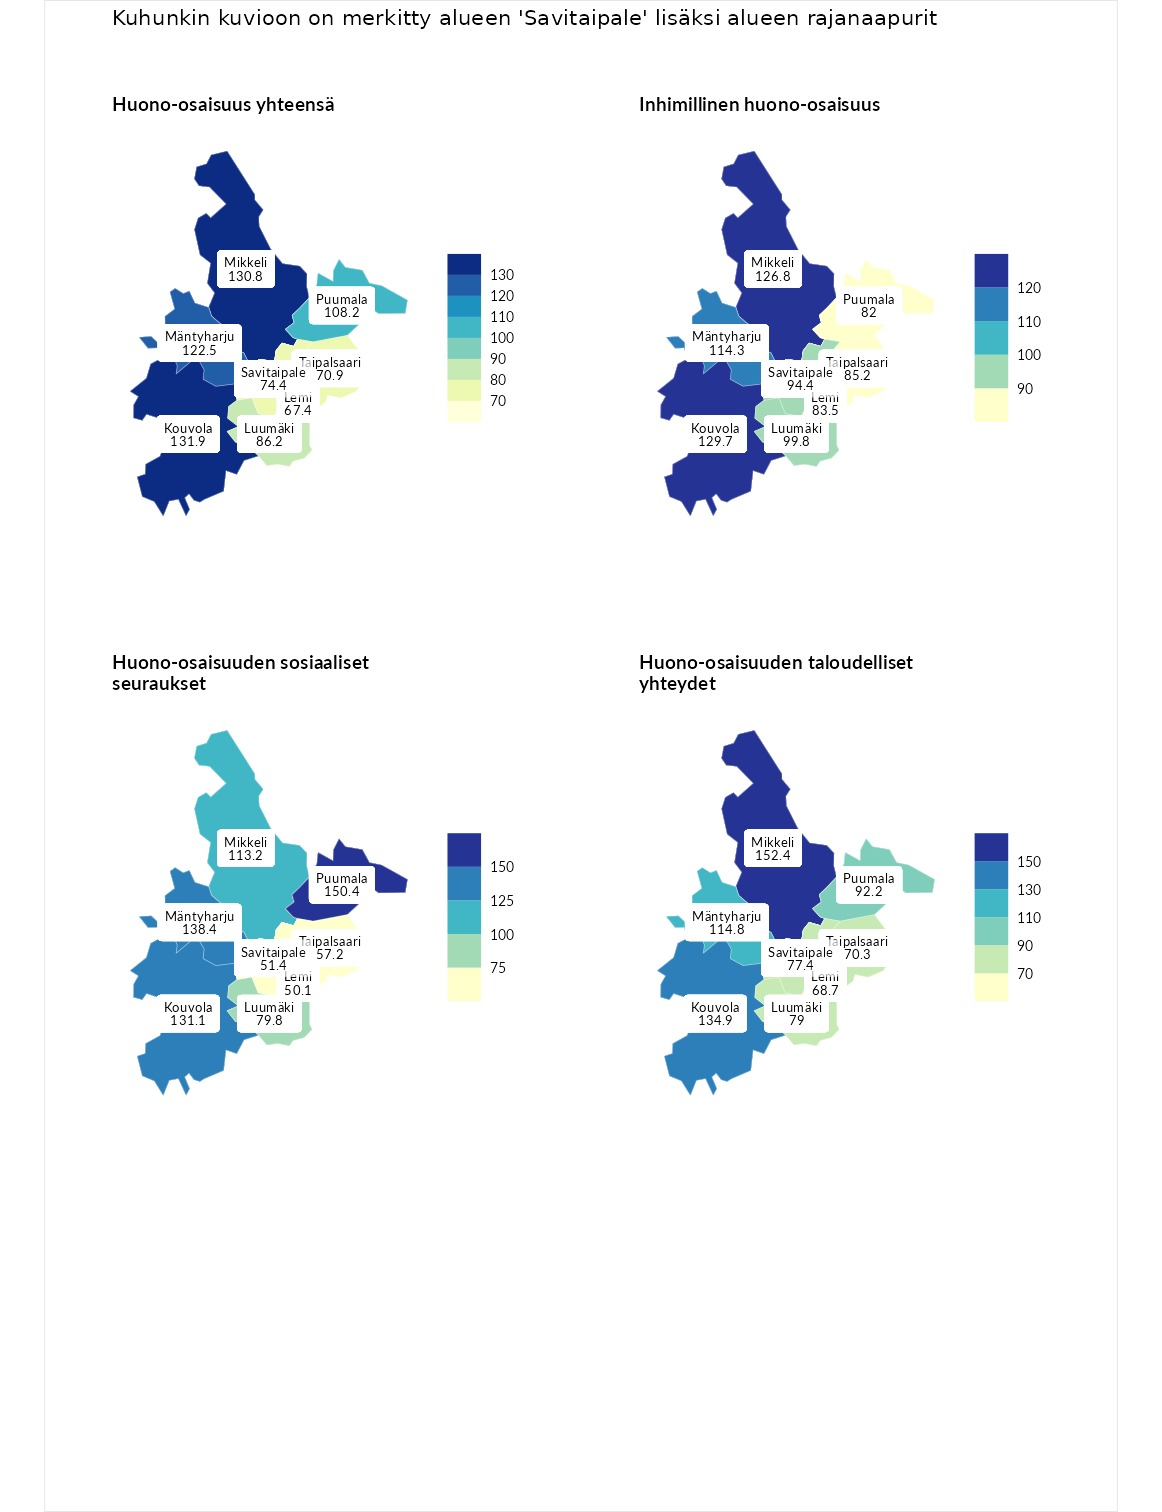 Kuhunkin kuvioon on merkitty alueen 'Savitaipale' lisäksi alueen rajanaapurit
Huono-osaisuus yhteensä
Mikkeli
130.8
Puumala
108.2
Mäntyharju
122.5
Taipalsaari
70.9
Savitaipale
74.4
Lemi
67.4
Kouvola
131.9
Luumäki
86.2
130
120
110
100
90
80
70
Inhimillinen huono-osaisuus
Mikkeli
126.8
Puumala
82
Mäntyharju
114.3
Taipalsaari
85.2
Savitaipale
94.4
Lemi
83.5
Kouvola
129.7
Luumäki
99.8
120
110
100
90
Huono-osaisuuden sosiaaliset
seuraukset
Mikkeli
113.2
Puumala
150.4
Mäntyharju
138.4
Taipalsaari
57.2
Savitaipale
51.4
Lemi
50.1
Kouvola
131.1
Luumäki
79.8
150
125
100
75
Huono-osaisuuden taloudelliset
yhteydet
Mikkeli
152.4
Puumala
92.2
Mäntyharju
114.8
Taipalsaari
70.3
Savitaipale
77.4
Lemi
68.7
Kouvola
134.9
Luumäki
79
150
130
110
90
70